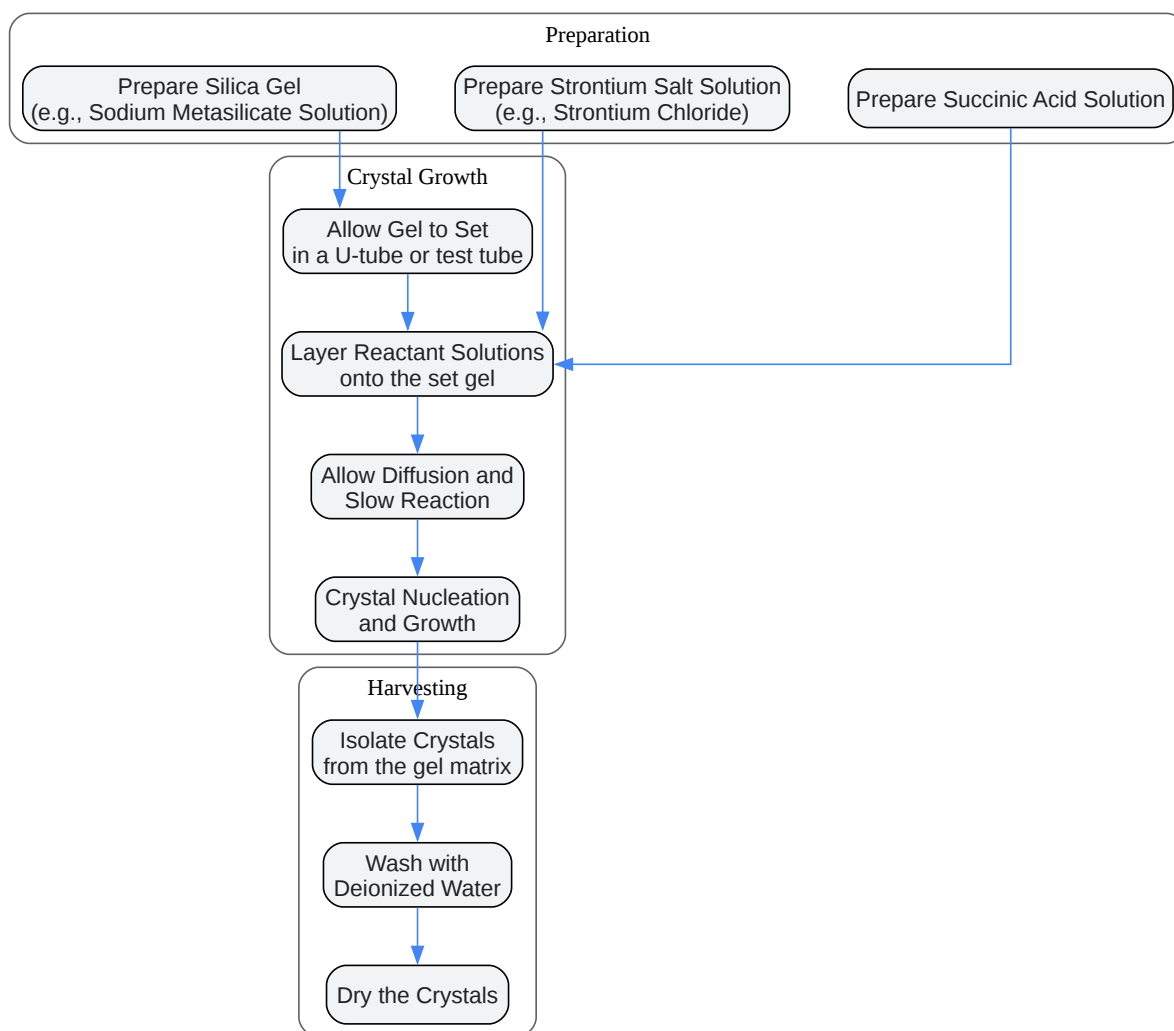 Preparation
Prepare Silica Gel
(e.g., Sodium Metasilicate Solution)
Prepare Strontium Salt Solution
(e.g., Strontium Chloride)
Prepare Succinic Acid Solution
Crystal Growth
Allow Gel to Set
in a U-tube or test tube
Layer Reactant Solutions
onto the set gel
Allow Diffusion and
Slow Reaction
Crystal Nucleation
and Growth
Harvesting
Isolate Crystals
from the gel matrix
Wash with
Deionized Water
Dry the Crystals